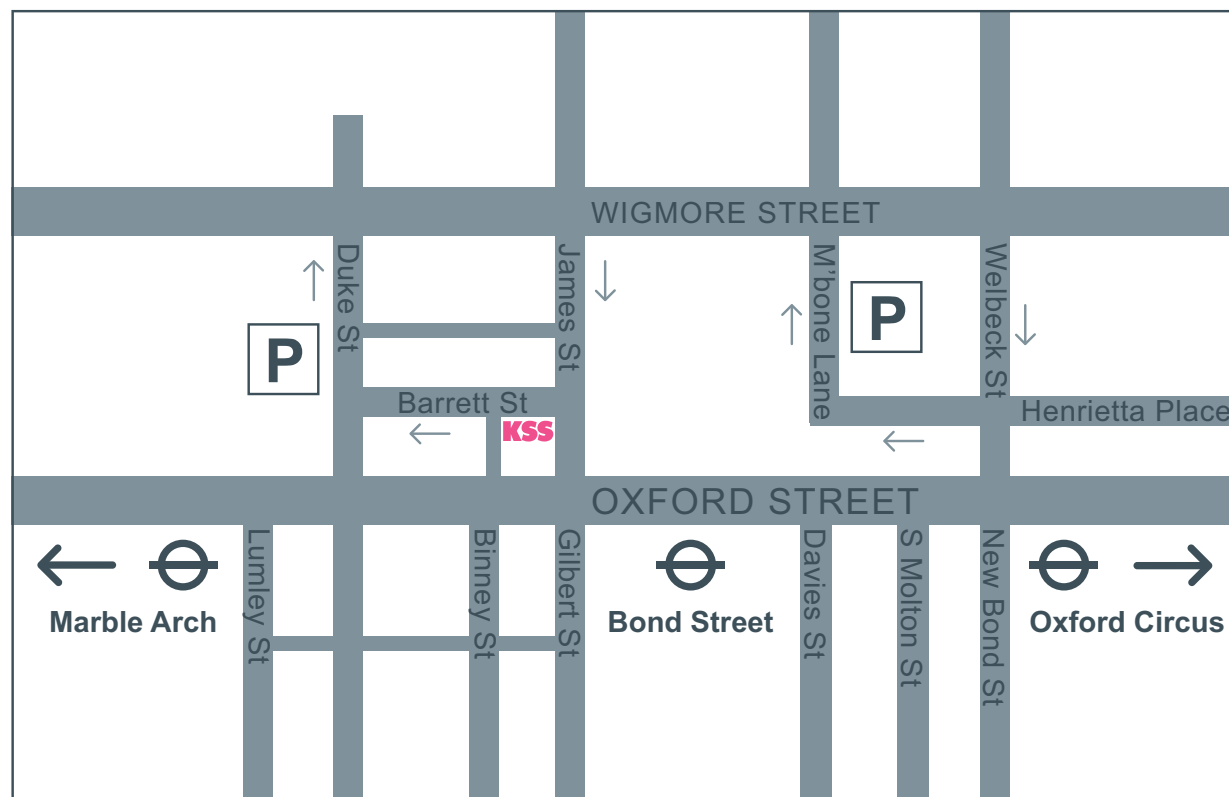 WIGMORE STREET
Duke St
James St
M'bone Lane
Welbeck St
P
P
Barrett St
KSS
Henrietta Place
OXFORD STREET
Lumley St
Binney St
Gilbert St
Davies St
S Molton St
New Bond St
Marble Arch
Bond Street
Oxford Circus